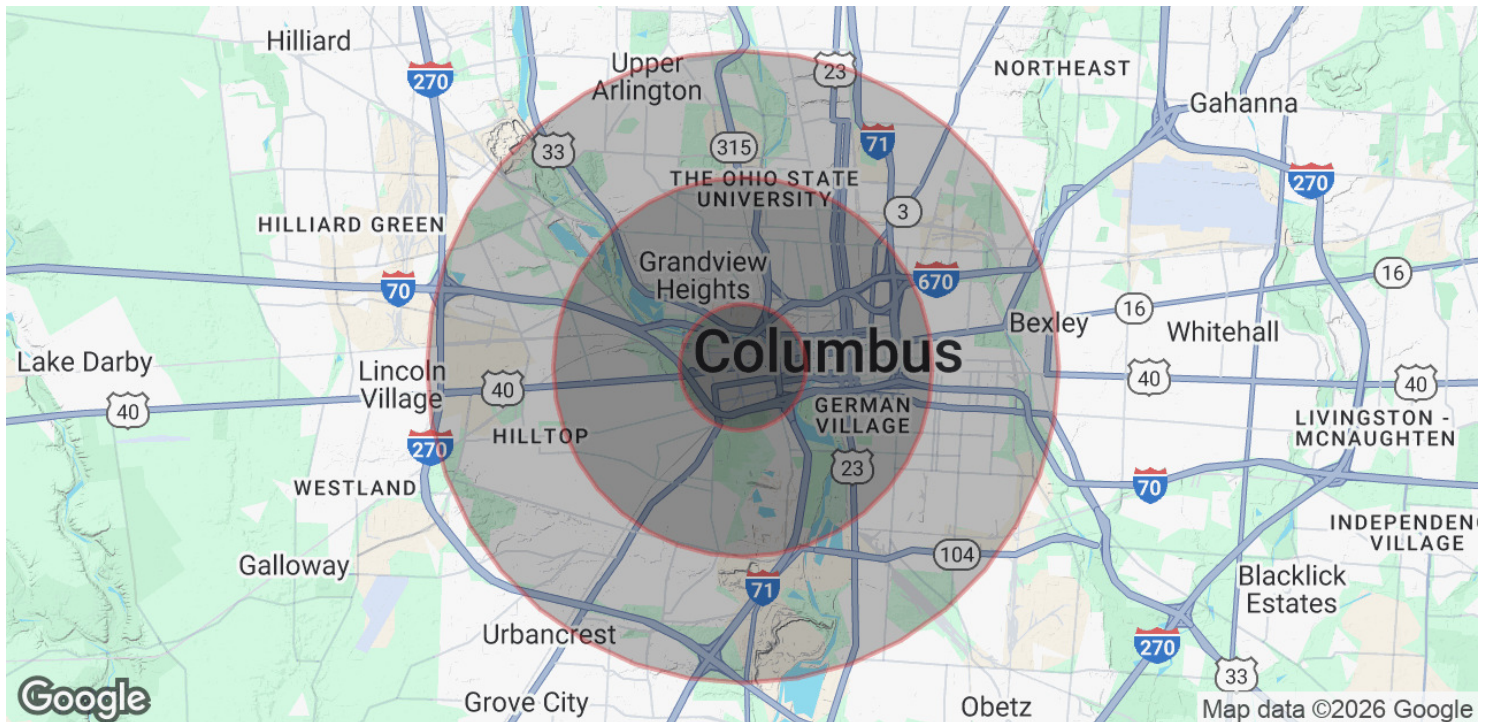 Hilliard
270
Upper
Arlington
23
NORTHEAST
Gahanna
33
315
71
THE OHIO STATE
UNIVERSITY
270
3
HILLIARD GREEN
Grandview
Heights
70
670
16
16
Bexley
Whitehall
Columbus
Lake Darby
Lincoln
Village
40
40
40
40
GERMAN
VILLAGE
LIVINGSTON -
MCNAUGHTEN
HILLTOP
270
23
WESTLAND
70
INDEPENDENC
VILLAGE
104
Galloway
71
Blacklick
Estates
Urbancrest
270
33
Google
Grove City
Obetz
Map data ©2026 Google